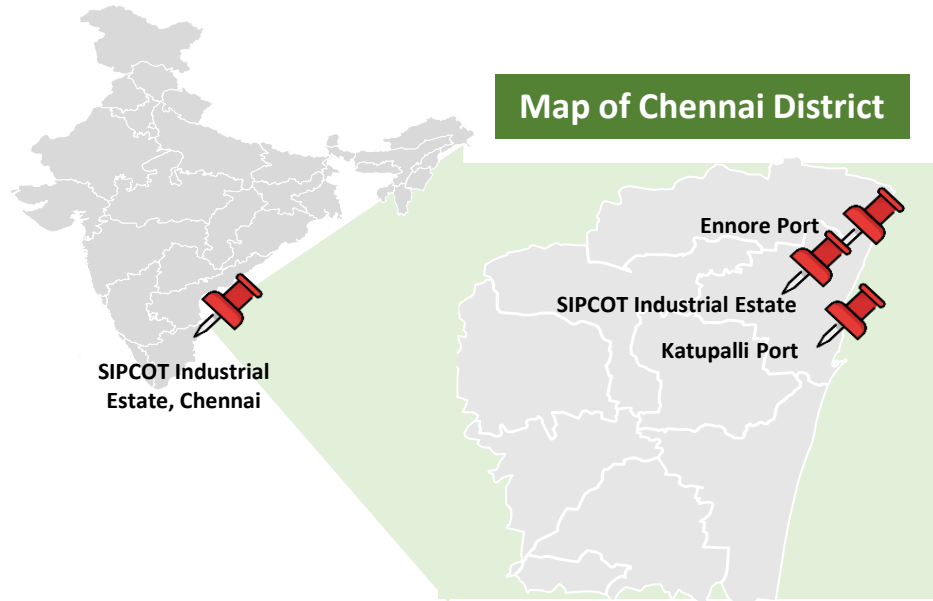 Map of Chennai District
Ennore Port
SIPCOT Industrial Estate
Katupalli Port
SIPCOT Industrial
Estate, Chennai